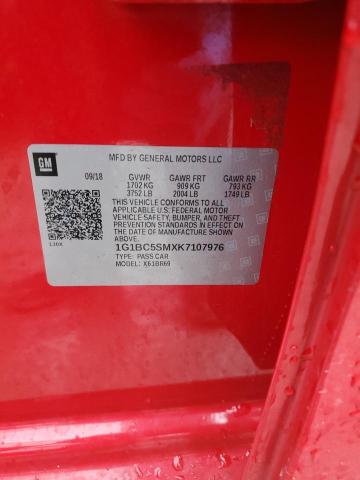 GM
MFD BY GENERAL MOTORS LLC
09/18 GVWR GAWR FRT GAWR RR
1702 KG 909 KG 793 KG
3752 LB 2004 LB 1749 LB
THIS VEHICLE CONFORMS TO ALL
APPLICABLE U.S. FEDERAL MOTOR
VEHICLE SAFETY, BUMPER, AND THEFT
PREVENTION STANDARDS IN EFFECT
ON THE DATE OF MANUFACTURE
SHOWN ABOVE.
1G1BC5SMXK7107976
TYPE: PASS CAR
MODEL: X61BR69